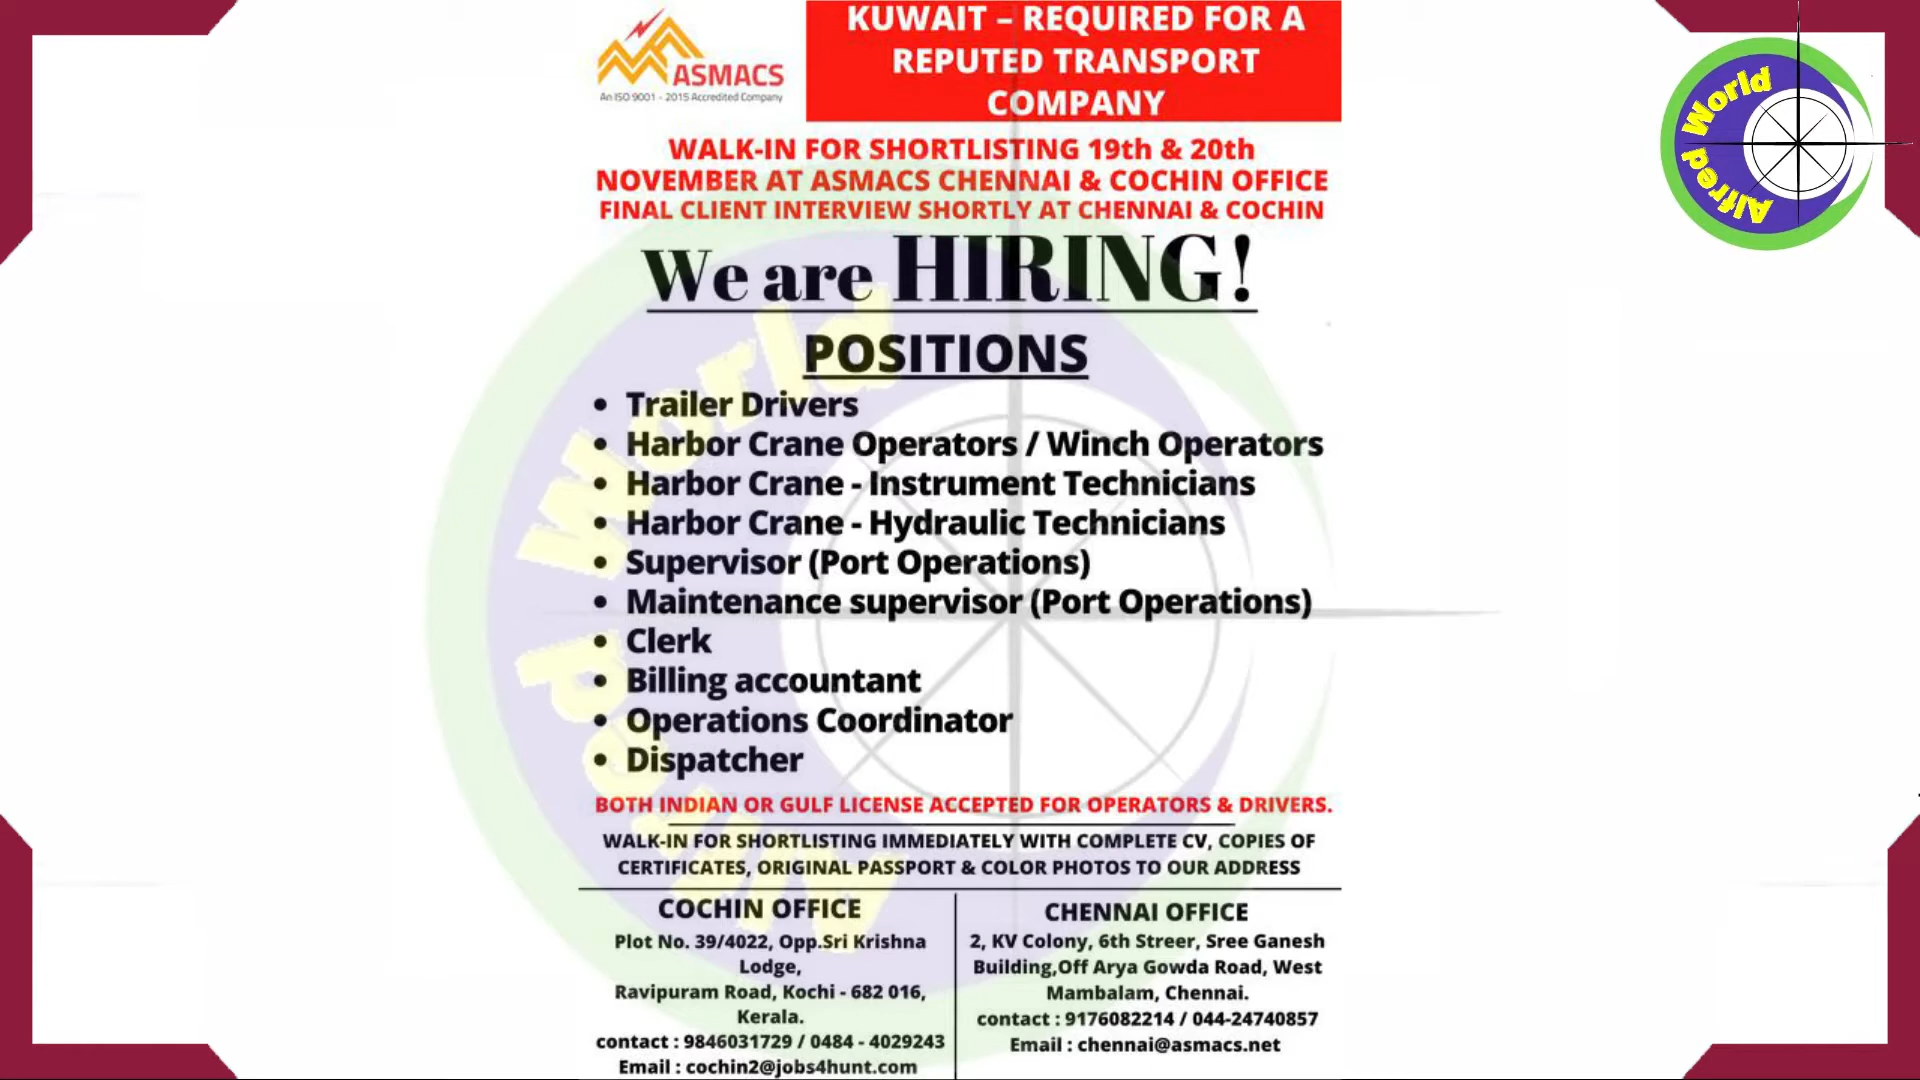 ASMACS
An ISO 9001 - 2015 Accredited Company
KUWAIT – REQUIRED FOR A
REPUTED TRANSPORT
COMPANY
Alfred World
WALK-IN FOR SHORTLISTING 19th & 20th
NOVEMBER AT ASMACS CHENNAI & COCHIN OFFICE
FINAL CLIENT INTERVIEW SHORTLY AT CHENNAI & COCHIN
We are HIRING!
POSITIONS
• Trailer Drivers
• Harbor Crane Operators / Winch Operators
• Harbor Crane - Instrument Technicians
• Harbor Crane - Hydraulic Technicians
• Supervisor (Port Operations)
• Maintenance supervisor (Port Operations)
• Clerk
• Billing accountant
• Operations Coordinator
• Dispatcher
Alfred World
BOTH INDIAN OR GULF LICENSE ACCEPTED FOR OPERATORS & DRIVERS.
WALK-IN FOR SHORTLISTING IMMEDIATELY WITH COMPLETE CV, COPIES OF
CERTIFICATES, ORIGINAL PASSPORT & COLOR PHOTOS TO OUR ADDRESS
COCHIN OFFICE
Plot No. 39/4022, Opp.Sri Krishna
Lodge,
Ravipuram Road, Kochi - 682 016,
Kerala.
contact : 9846031729 / 0484 - 4029243
Email : cochin2@jobs4hunt.com
CHENNAI OFFICE
2, KV Colony, 6th Streer, Sree Ganesh
Building,Off Arya Gowda Road, West
Mambalam, Chennai.
contact : 9176082214 / 044-24740857
Email : chennai@asmacs.net